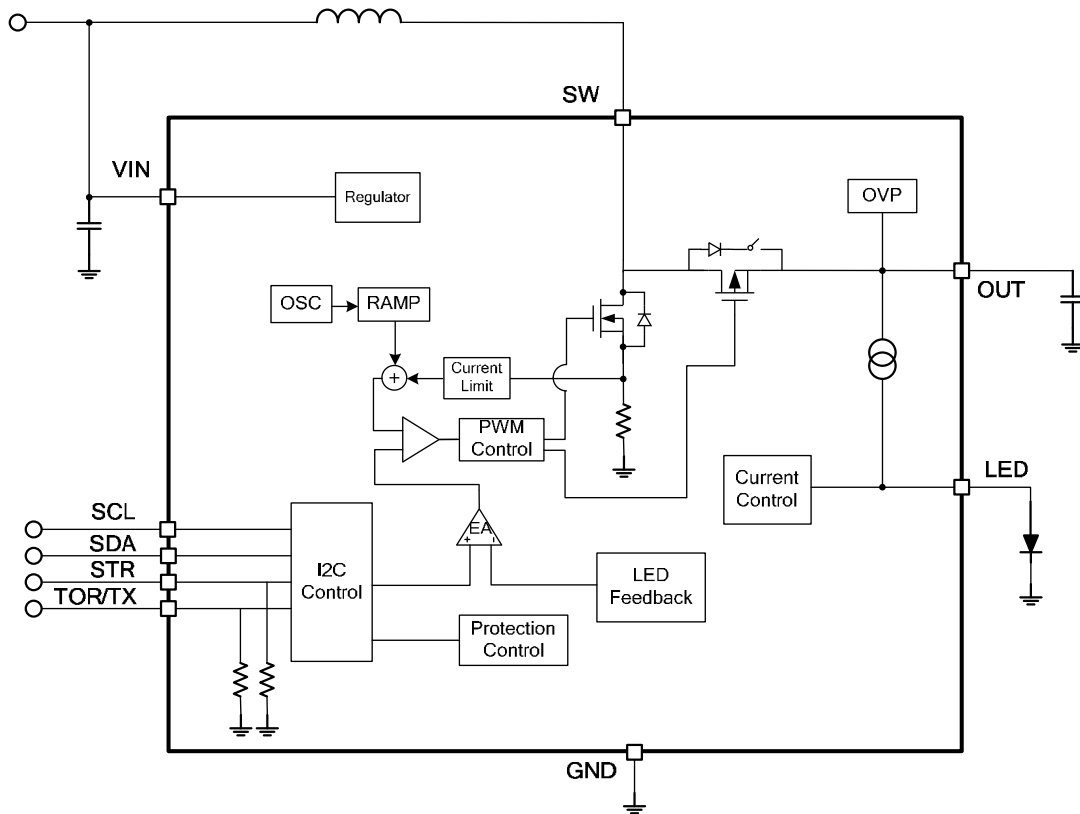 SW
VIN
Regulator
OVP
OUT
OSC
RAMP
+
Current
Limit
PWM
Control
LED
Current
Control
SCL
SDA
STR
TOR/TX
I2C
Control
EA
+ -
LED
Feedback
Protection
Control
GND